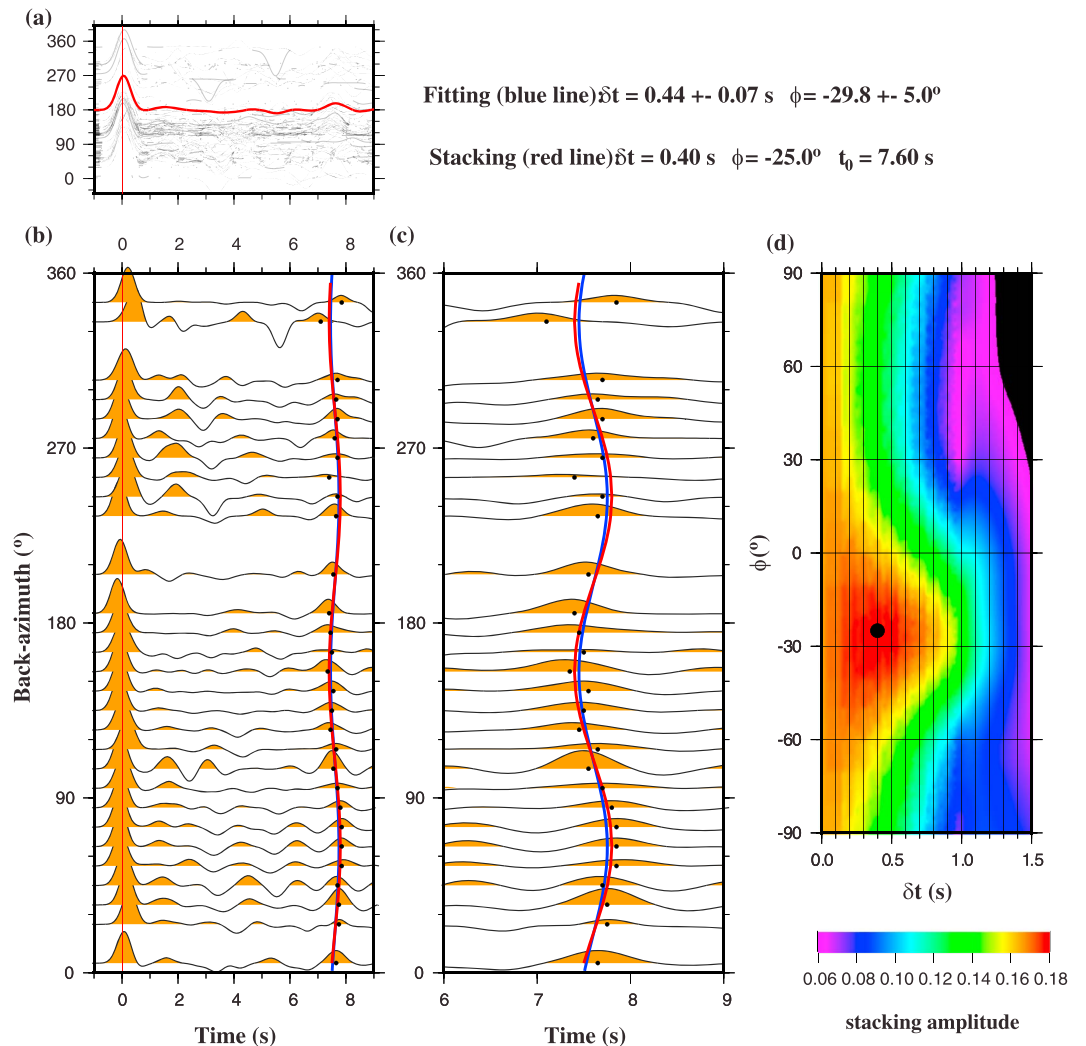 (a)
360
270
180
90
0
Fitting (blue line):δt = 0.44 +- 0.07 s ϕ= -29.8 +- 5.0º
Stacking (red line):δt = 0.40 s ϕ= -25.0º t0 = 7.60 s
(b)
0 2 4 6 8
(c)
(d)
Back-azimuth (º)
360
270
180
90
0
0 2 4 6 8
Time (s)
360
270
180
90
0
6 7 8 9
Time (s)
ϕ(º)
90
60
30
0
-30
-60
-90
0.0 0.5 1.0 1.5
δt (s)
0.06 0.08 0.10 0.12 0.14 0.16 0.18
stacking amplitude